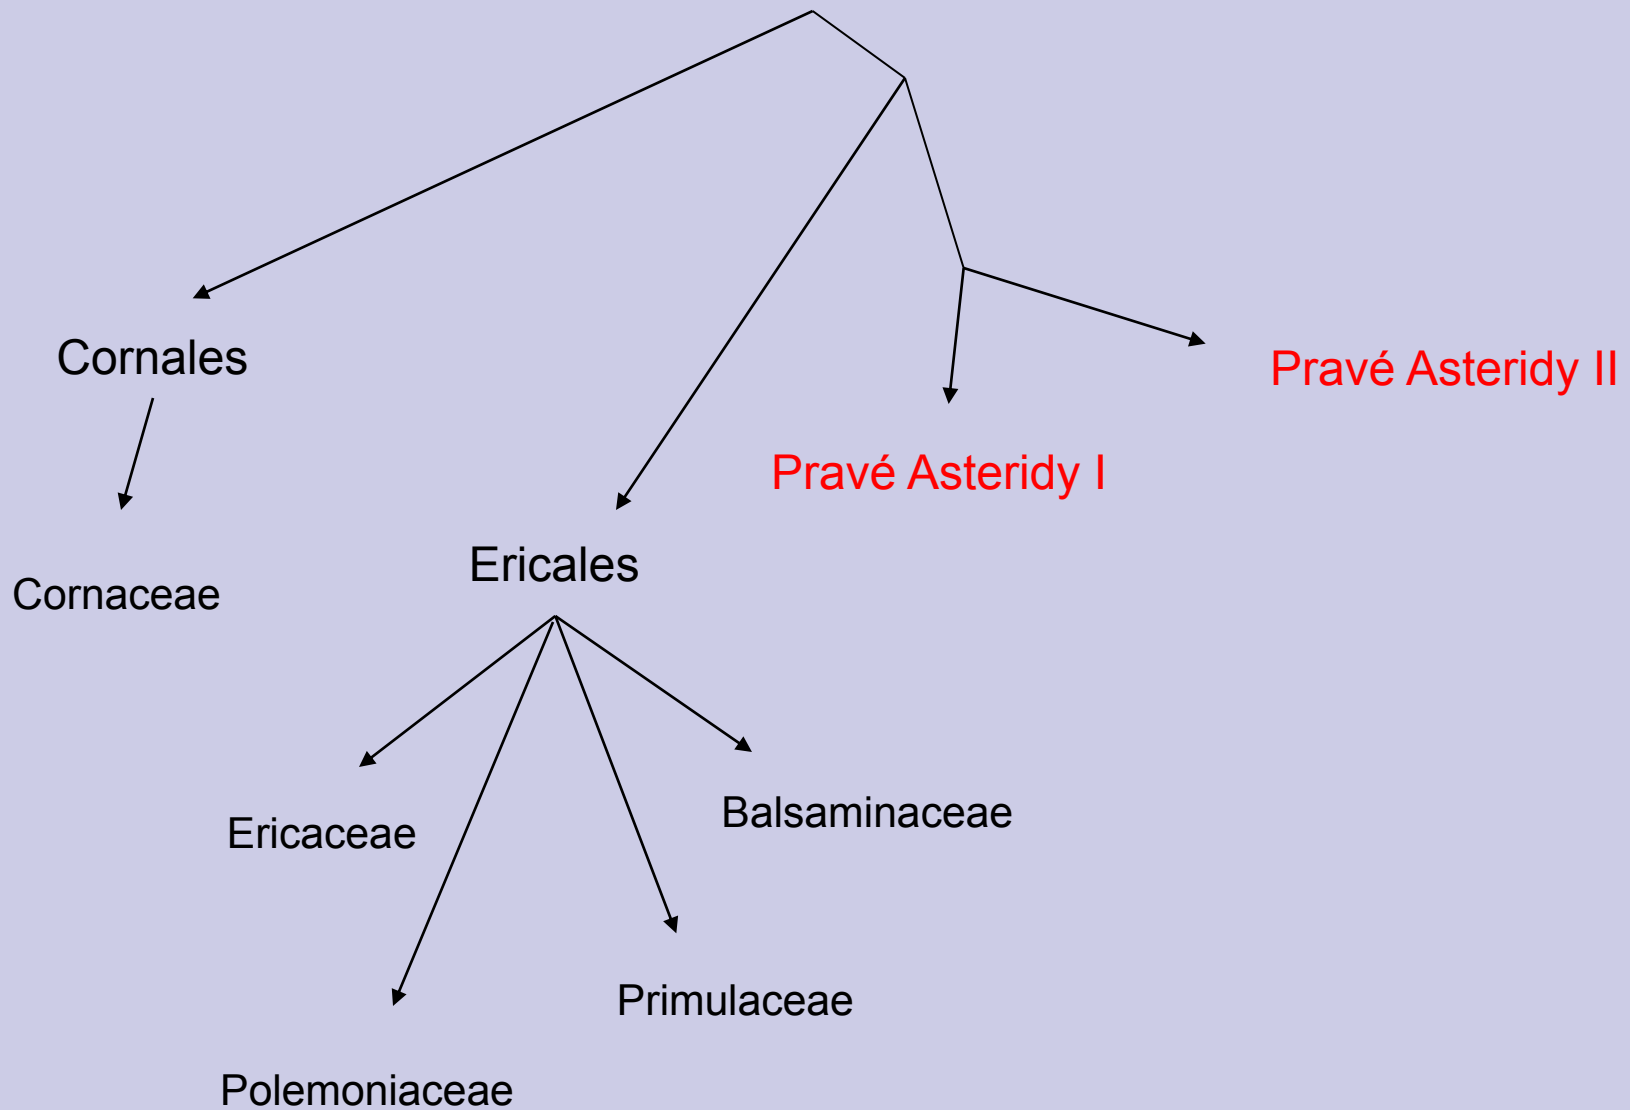 Cornales
Pravé Asteridy II
Pravé Asteridy I
Ericales
Cornaceae
Ericaceae
Balsaminaceae
Primulaceae
Polemoniaceae